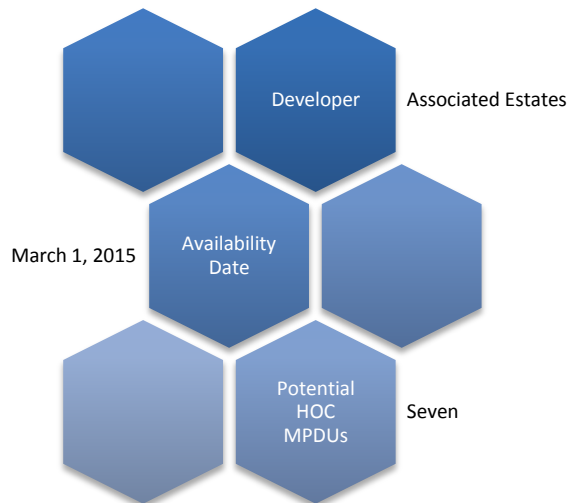 Developer
Associated Estates
March 1, 2015
Availability
Date
Potential
HOC
MPDUs
Seven